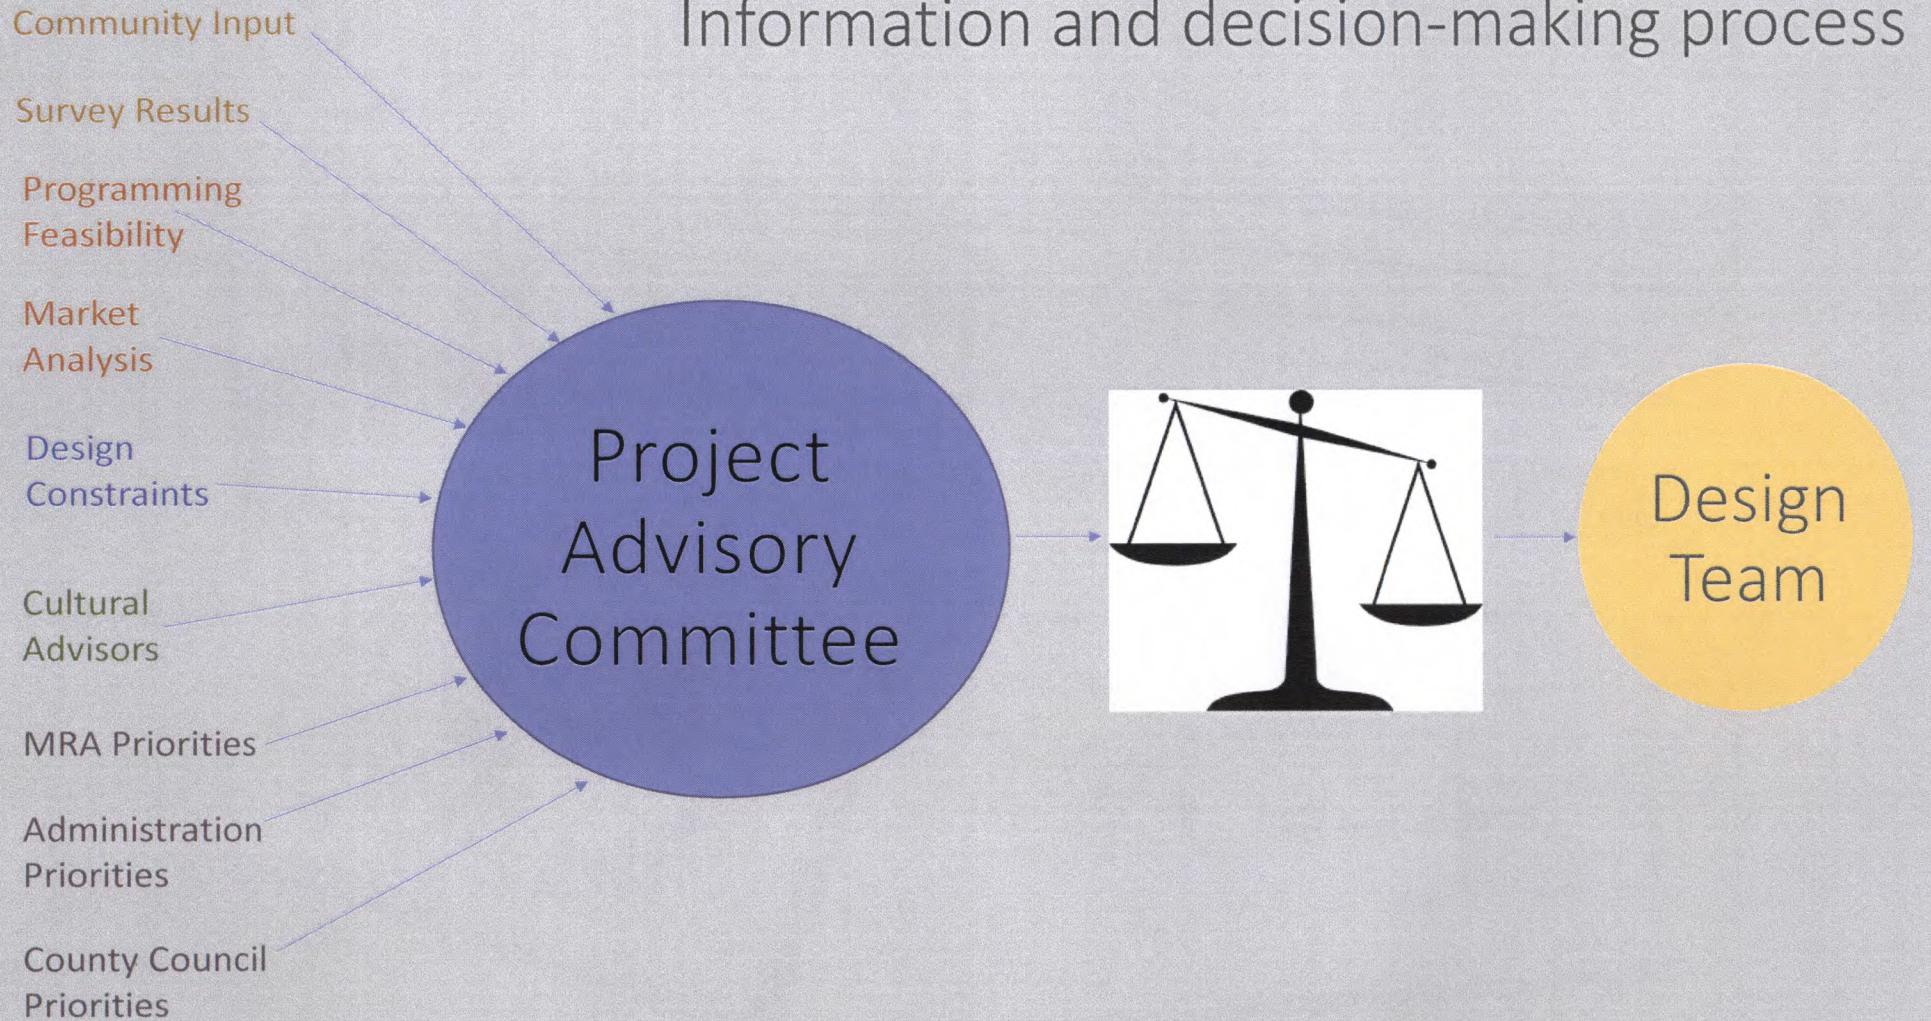 Information and decision-making process
Community Input
Survey Results
Programming
Feasibility
Market
Analysis
Design
Constraints
Cultural
Advisors
MRA Priorities
Administration
Priorities
County Council
Priorities
Project
Advisory
Committee
Design
Team